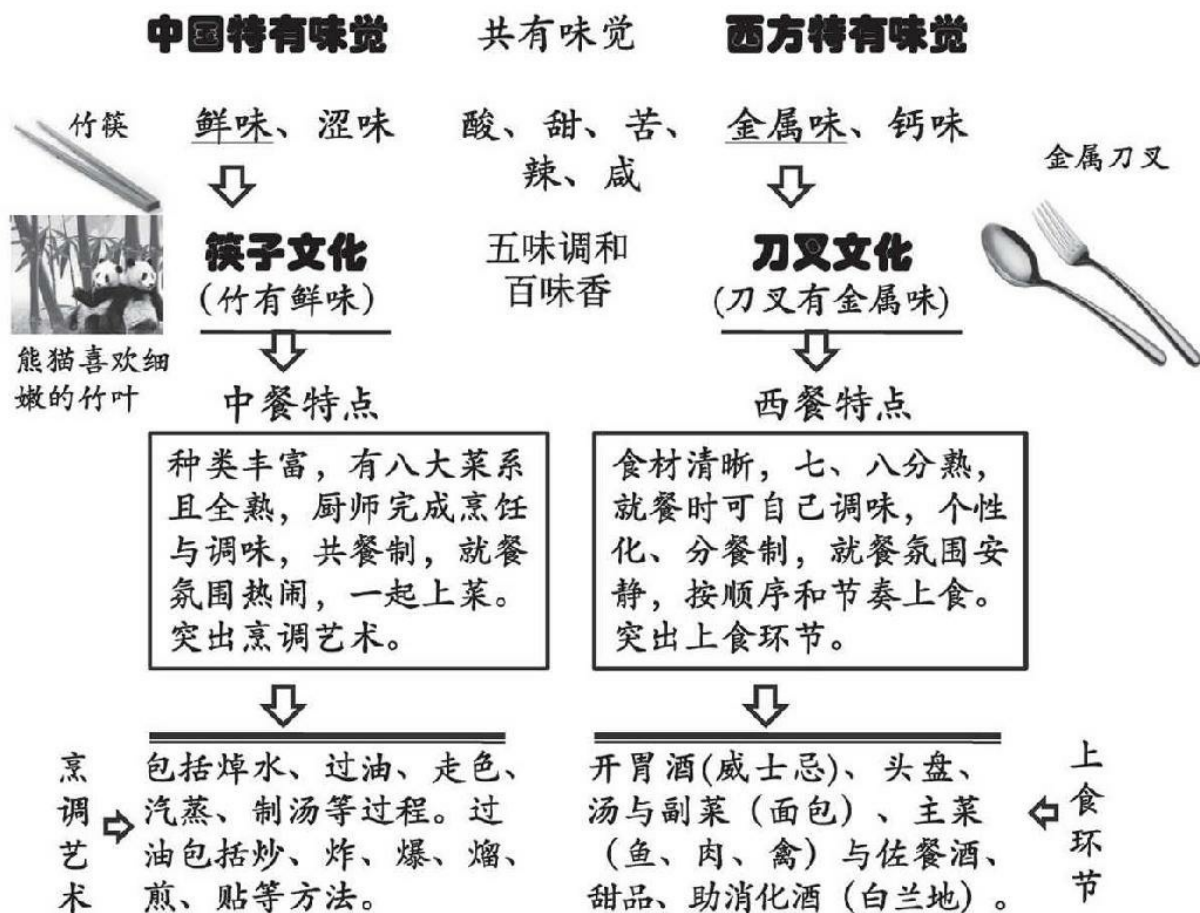 中国特有味觉
共有味觉
西方特有味觉
竹筷
鲜味、涩味
酸、甜、苦、
辣、咸
金属味、钙味
金属刀叉
筷子文化
(竹有鲜味)
五味调和
百味香
刀叉文化
(刀叉有金属味)
熊猫喜欢细
嫩的竹叶
中餐特点
西餐特点
种类丰富，有八大菜系
且全熟，厨师完成烹饪
与调味，共餐制，就餐
氛围热闹，一起上菜。
突出烹调艺术。
食材清晰，七、八分熟，
就餐时可自己调味，个性
化、分餐制，就餐氛围安
静，按顺序和节奏上食。
突出上食环节。
烹调艺术
包括焯水、过油、走色、
汽蒸、制汤等过程。过
油包括炒、炸、爆、熘、
煎、贴等方法。
开胃酒(威士忌)、头盘、
汤与副菜（面包）、主菜
（鱼、肉、禽）与佐餐酒、
甜品、助消化酒（白兰地）。
上食环节